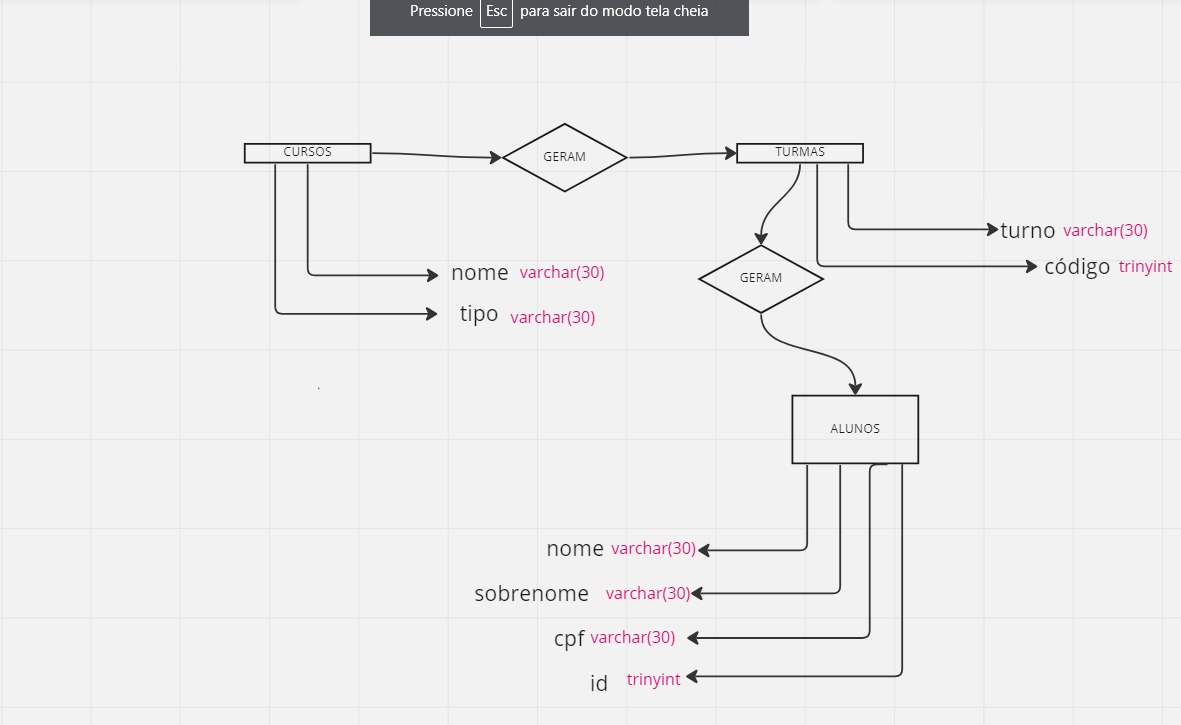 Pressione Esc para sair do modo tela cheia
CURSOS
GERAM
TURMAS
turno varchar(30)
código trinyint
nome varchar(30)
tipo varchar(30)
GERAM
ALUNOS
nome varchar(30)
sobrenome varchar(30)
cpf varchar(30)
id trinyint